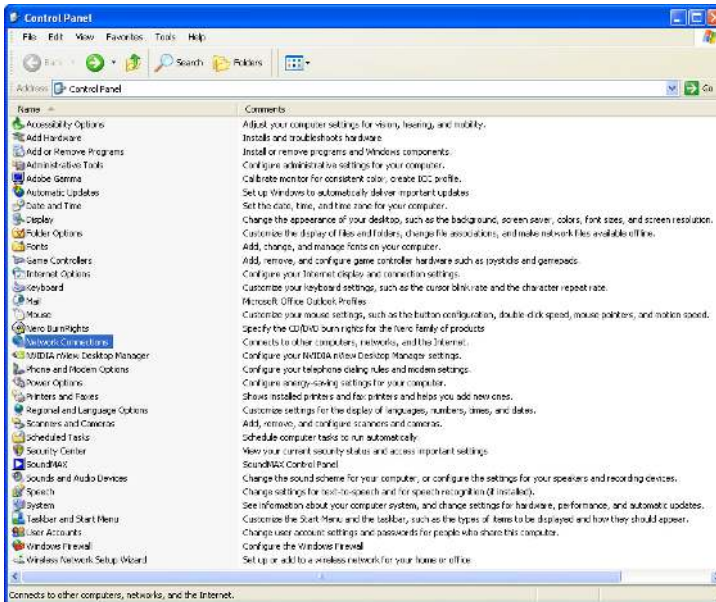 Control Panel
File Edit View Favorites Tools Help
Back Search Folders
Address Control Panel Go
Name Comments
Accessibility Options Adjust your computer settings for vision, hearing, and mobility.
Add Hardware Installs and troubleshoots hardware
Add or Remove Programs Install or remove programs and Windows components.
Administrative Tools Configure administrative settings for your computer.
Adobe Gamma Calibrate monitor for consistent color, create ICC profile.
Automatic Updates Set up Windows to automatically deliver important updates
Date and Time Set the date, time, and time zone for your computer.
Display Change the appearance of your desktop, such as the background, screen saver, colors, font sizes, and screen resolution.
Folder Options Customize the display of files and folders, change file associations, and make network files available offline.
Fonts Add, change, and manage fonts on your computer.
Game Controllers Add, remove, and configure game controller hardware such as joysticks and gamepads.
Internet Options Configure your Internet display and connection settings.
Keyboard Customize your keyboard settings, such as the cursor blink rate and the character repeat rate.
Mail Microsoft Office Outlook Profiles
Mouse Customize your mouse settings, such as the button configuration, double-click speed, mouse pointers, and motion speed.
Nero BurnRights Specify the CD/DVD burn rights for the Nero family of products
Network Connections Connects to other computers, networks, and the Internet.
NVIDIA nView Desktop Manager Configure your NVIDIA nView Desktop Manager settings.
Phone and Modem Options Configure your telephone dialing rules and modem settings.
Power Options Configure energy-saving settings for your computer.
Printers and Faxes Shows installed printers and fax printers and helps you add new ones.
Regional and Language Options Customize settings for the display of languages, numbers, times, and dates.
Scanners and Cameras Add, remove, and configure scanners and cameras.
Scheduled Tasks Schedule computer tasks to run automatically.
Security Center View your current security status and access important settings
SoundMAX SoundMAX Control Panel
Sounds and Audio Devices Change the sound scheme for your computer, or configure the settings for your speakers and recording devices.
Speech Change settings for text-to-speech and for speech recognition (if installed).
System See information about your computer system, and change settings for hardware, performance, and automatic updates.
Taskbar and Start Menu Customize the Start Menu and the taskbar, such as the types of items to be displayed and how they should appear.
User Accounts Change user account settings and passwords for people who share this computer.
Windows Firewall Configure the Windows Firewall
Wireless Network Setup Wizard Set up or add to a wireless network for your home or office
Connects to other computers, networks, and the Internet.